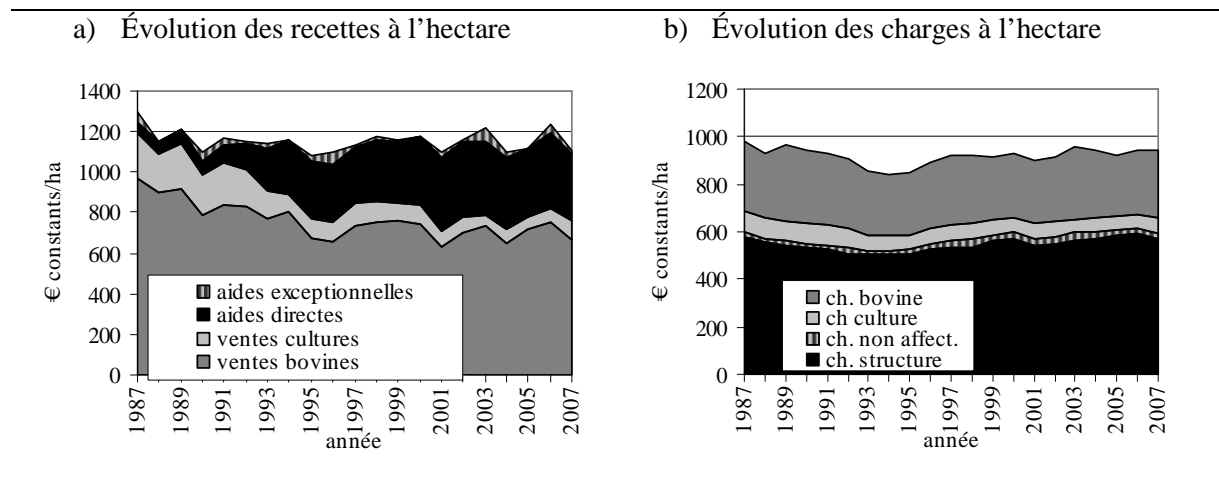 a) Évolution des recettes à l’hectare
€ constants/ha
1400
1200
1000
800
600
400
200
0
aides exceptionnelles
aides directes
ventes cultures
ventes bovines
1987
1989
1991
1993
1995
1997
1999
2001
2003
2005
2007
année
b) Évolution des charges à l’hectare
€ constants/ha
1200
1000
800
600
400
200
0
ch. bovine
ch culture
ch. non affect.
ch. structure
1987
1989
1991
1993
1995
1997
1999
2001
2003
2005
2007
année